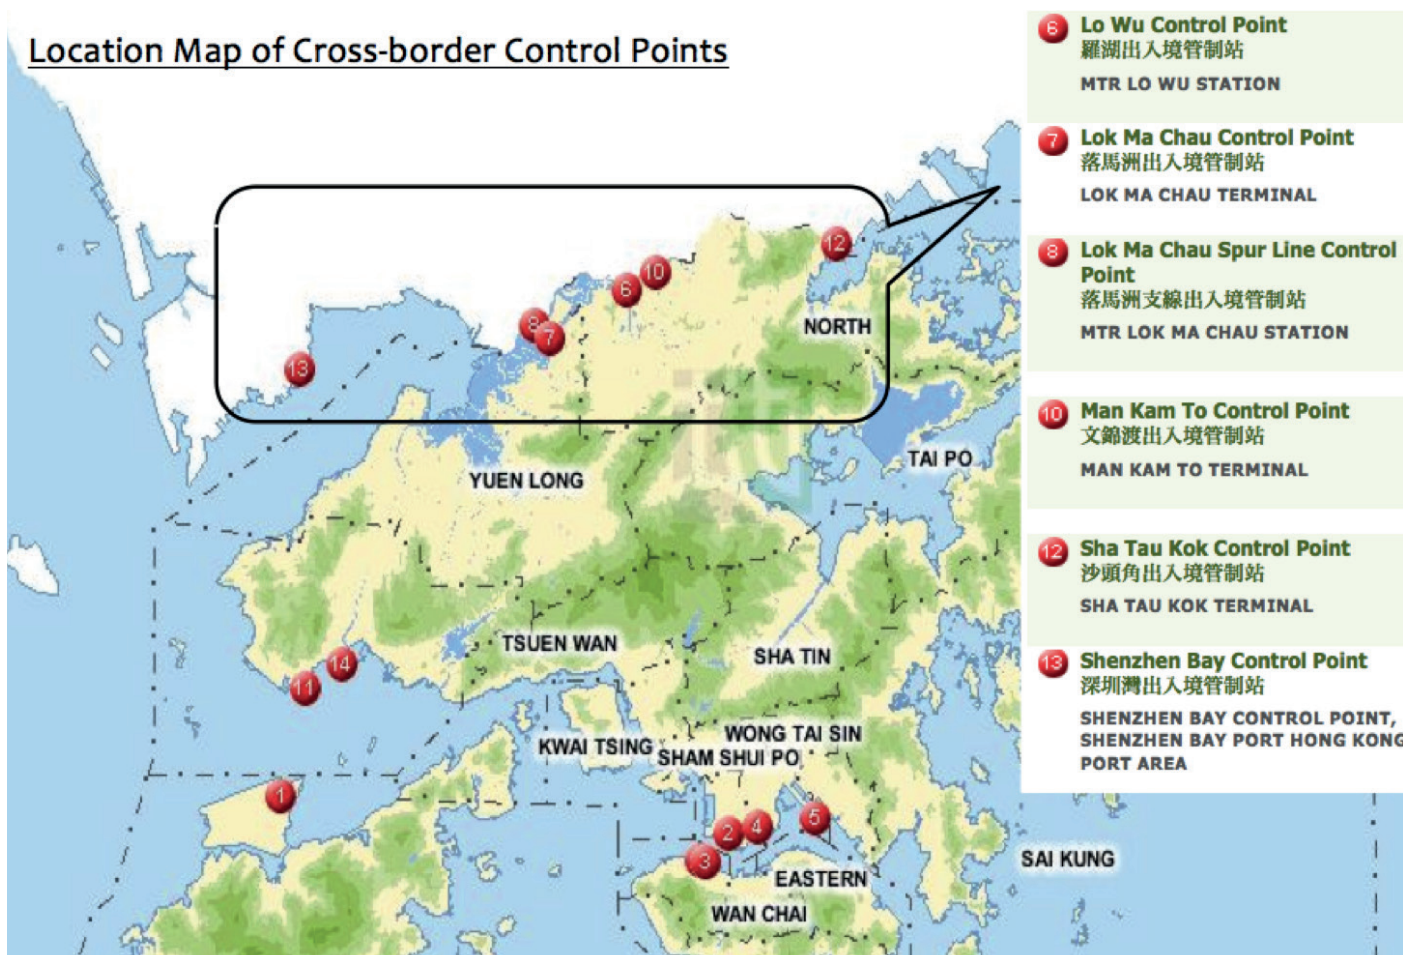 Location Map of Cross-border Control Points
6
Lo Wu Control Point
羅湖出入境管制站
MTR LO WU STATION
7
Lok Ma Chau Control Point
落馬洲出入境管制站
LOK MA CHAU TERMINAL
8
Lok Ma Chau Spur Line Control
Point
落馬洲支線出入境管制站
MTR LOK MA CHAU STATION
10
Man Kam To Control Point
文錦渡出入境管制站
MAN KAM TO TERMINAL
12
Sha Tau Kok Control Point
沙頭角出入境管制站
SHA TAU KOK TERMINAL
13
Shenzhen Bay Control Point
深圳灣出入境管制站
SHENZHEN BAY CONTROL POINT,
SHENZHEN BAY PORT HONG KONG
PORT AREA
12
10
6
8
7
13
NORTH
TAI PO
YUEN LONG
TSUEN WAN
SHA TIN
14
11
KWAI TSING
WONG TAI SIN
SHAM SHUI PO
1
2
4
5
3
SAI KUNG
EASTERN
WAN CHAI